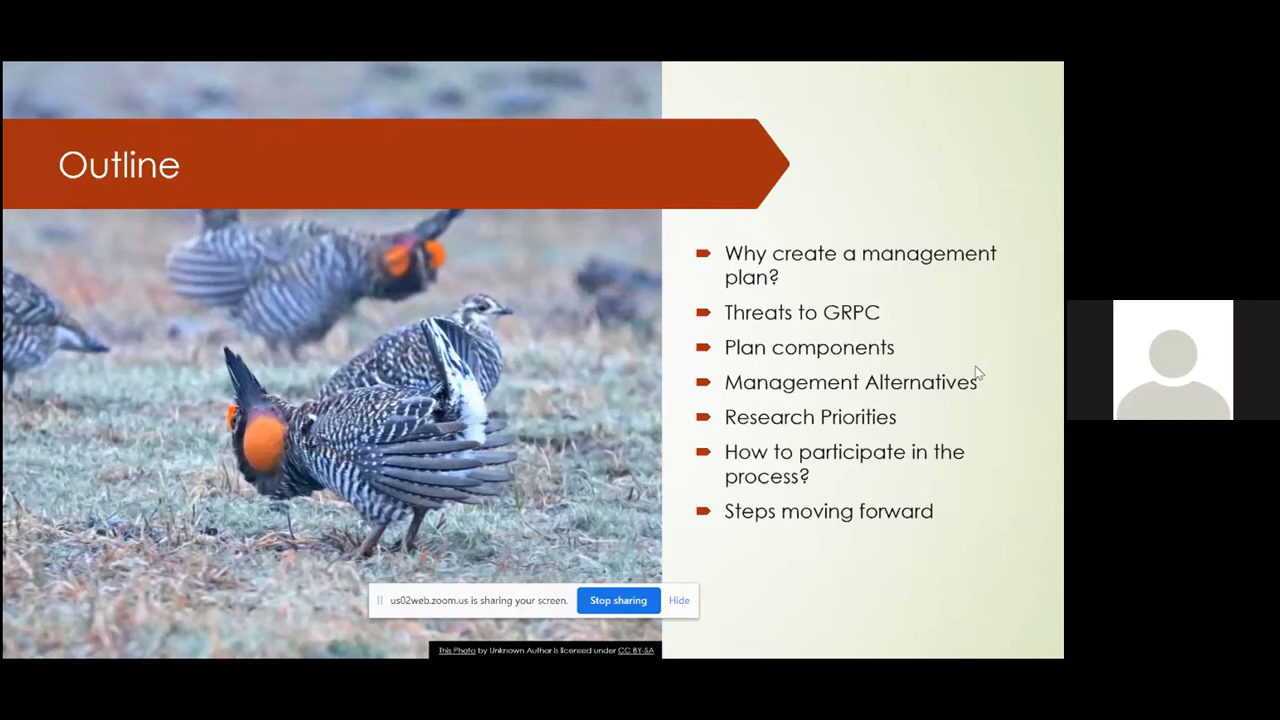 Outline
Why create a management
plan?
Threats to GRPC
Plan components
Management Alternatives
Research Priorities
How to participate in the
process?
Steps moving forward
us02web.zoom.us is sharing your screen. Stop sharing Hide
This Photo by Unknown Author is licensed under CC BY-SA